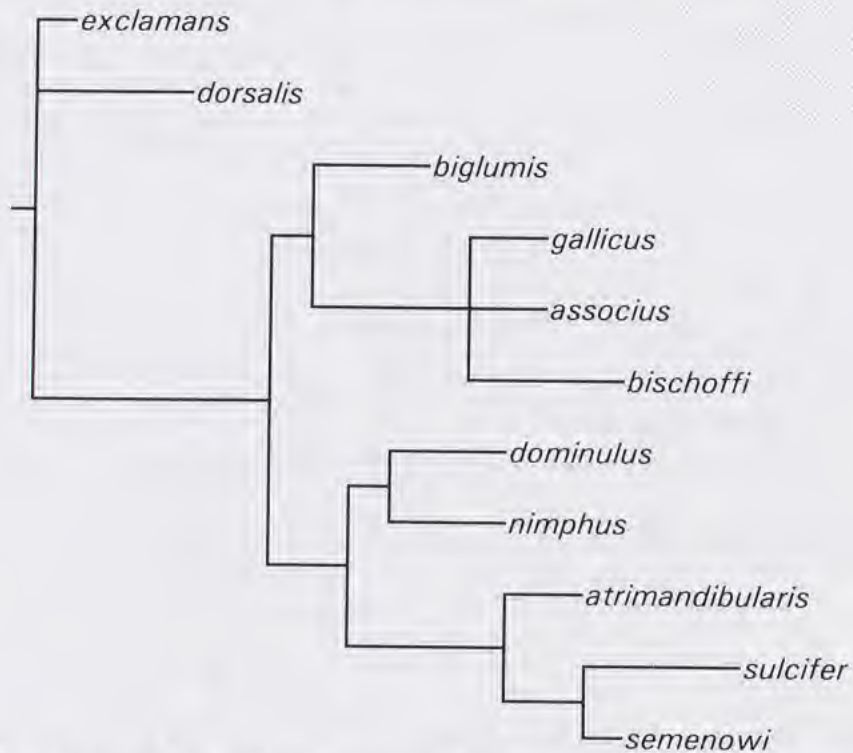 exclamans
dorsalis
biglumis
gallicus
associus
bischoffi
dominulus
nimphus
atrimandibularis
sulcifer
semenowi